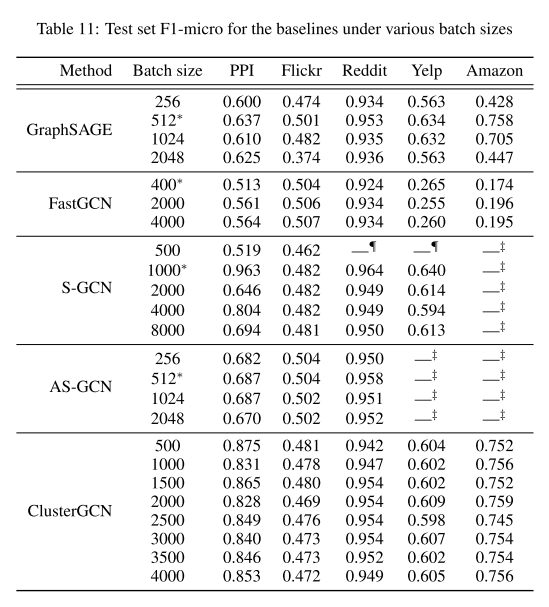 Table 11: Test set F1-micro for the baselines under various batch sizes
Method Batch size PPI Flickr Reddit Yelp Amazon
256 0.600 0.474 0.934 0.563 0.428
512* 0.637 0.501 0.953 0.634 0.758
GraphSAGE
1024 0.610 0.482 0.935 0.632 0.705
2048 0.625 0.374 0.936 0.563 0.447
400* 0.513 0.504 0.924 0.265 0.174
FastGCN 2000 0.561 0.506 0.934 0.255 0.196
4000 0.564 0.507 0.934 0.260 0.195
500 0.519 0.462 —¶ —¶ —‡
1000* 0.963 0.482 0.964 0.640 —‡
S-GCN 2000 0.646 0.482 0.949 0.614 —‡
4000 0.804 0.482 0.949 0.594 —‡
8000 0.694 0.481 0.950 0.613 —‡
256 0.682 0.504 0.950 —‡ —‡
512* 0.687 0.504 0.958 —‡ —‡
AS-GCN
1024 0.687 0.502 0.951 —‡ —‡
2048 0.670 0.502 0.952 —‡ —‡
500 0.875 0.481 0.942 0.604 0.752
1000 0.831 0.478 0.947 0.602 0.756
1500 0.865 0.480 0.954 0.602 0.752
2000 0.828 0.469 0.954 0.609 0.759
ClusterGCN
2500 0.849 0.476 0.954 0.598 0.745
3000 0.840 0.473 0.954 0.607 0.754
3500 0.846 0.473 0.952 0.602 0.754
4000 0.853 0.472 0.949 0.605 0.756